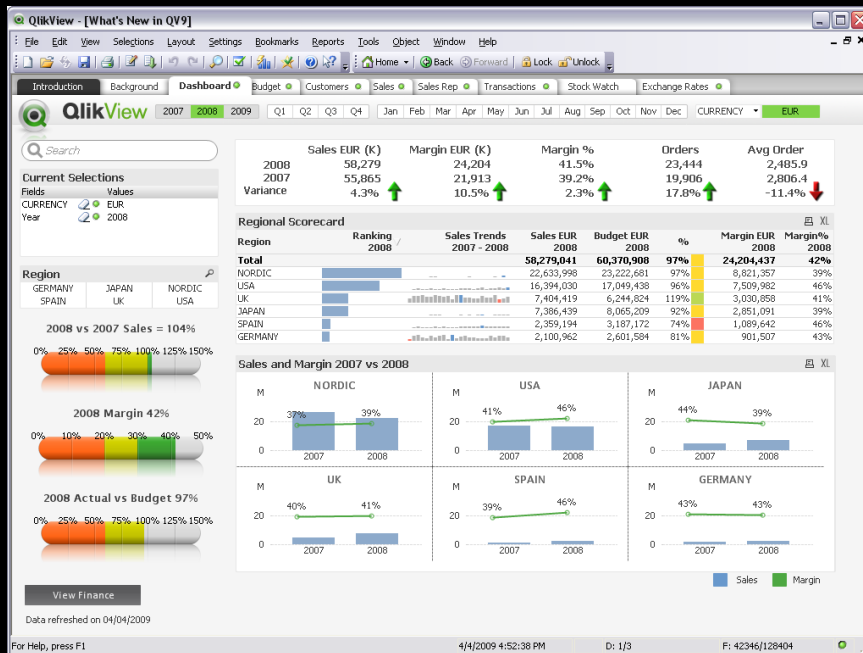 QlikView - [What's New in QV9]
File Edit View Selections Layout Settings Bookmarks Reports Tools Object Window Help
Home Back Forward Lock Unlock
Introduction Background Dashboard Budget Customers Sales Sales Rep Transactions Stock Watch Exchange Rates
QlikView 2007 2008 2009 Q1 Q2 Q3 Q4 Jan Feb Mar Apr May Jun Jul Aug Sep Oct Nov Dec CURRENCY EUR
Search
Current Selections
Fields Values
CURRENCY EUR
Year 2008
Region
GERMANY JAPAN NORDIC
SPAIN UK USA
2008 vs 2007 Sales = 104%
0% 25% 50% 75% 100% 125% 150%
2008 Margin 42%
0% 10% 20% 30% 40% 50%
2008 Actual vs Budget 97%
0% 25% 50% 75% 100% 125% 150%
View Finance
Data refreshed on 04/04/2009
Sales EUR (K) Margin EUR (K) Margin % Orders Avg Order
2008 58,279 24,204 41.5% 23,444 2,485.9
2007 55,865 21,913 39.2% 19,906 2,806.4
Variance 4.3% 10.5% 2.3% 17.8% -11.4%
Regional Scorecard XL
Region Ranking 2008 / Sales Trends 2007 - 2008 Sales EUR 2008 Budget EUR 2008 % Margin EUR 2008 Margin% 2008
Total 58,279,041 60,370,908 97% 24,204,437 42%
NORDIC 22,633,998 23,222,681 97% 8,821,357 39%
USA 16,394,030 17,049,438 96% 7,509,982 46%
UK 7,404,419 6,244,824 119% 3,030,858 41%
JAPAN 7,386,439 8,065,209 92% 2,851,091 39%
SPAIN 2,359,194 3,187,172 74% 1,089,642 46%
GERMANY 2,100,962 2,601,584 81% 901,507 43%
Sales and Margin 2007 vs 2008 XL
NORDIC
M
20
0
37% 39%
2007 2008
USA
M
20
0
41% 46%
2007 2008
JAPAN
M
20
0
44% 39%
2007 2008
UK
M
20
0
40% 41%
2007 2008
SPAIN
M
20
0
39% 46%
2007 2008
GERMANY
M
20
0
43% 43%
2007 2008
Sales Margin
For Help, press F1 4/4/2009 4:52:38 PM D: 1/3 F: 42346/128404